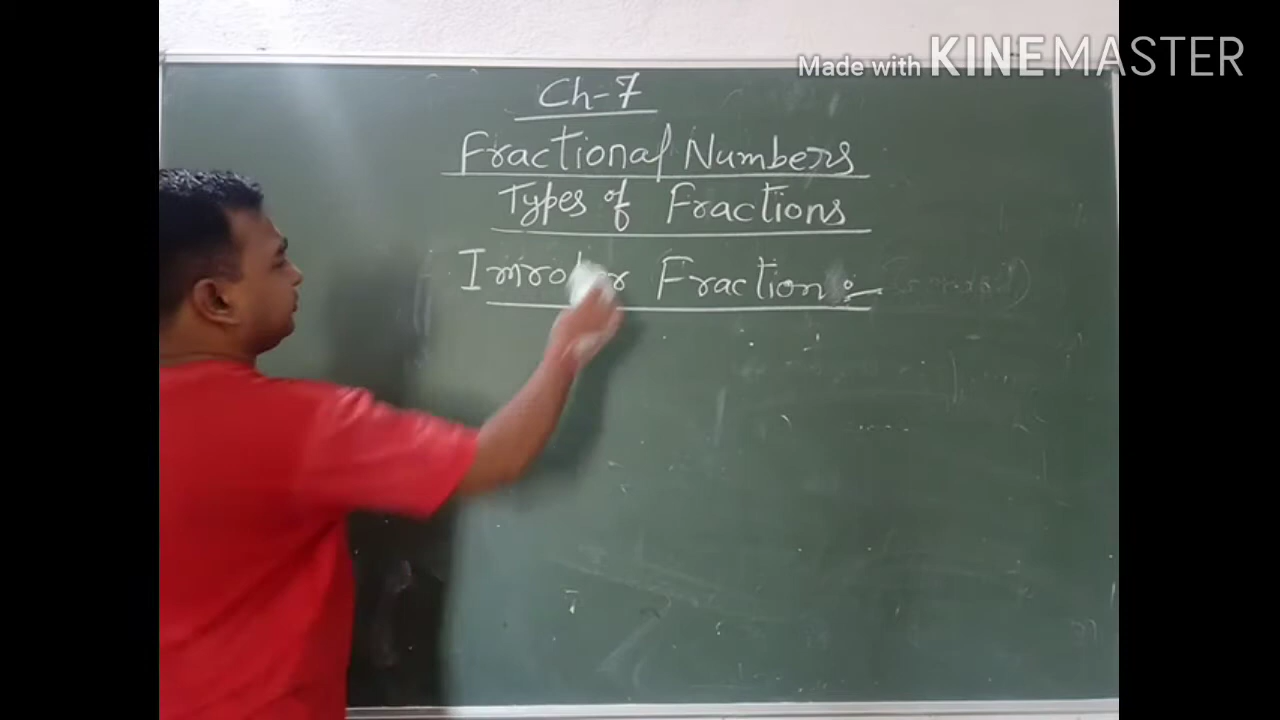 Made with KINEMASTER
Ch-7
Fractional Numbers
Types of Fractions
Fraction :-